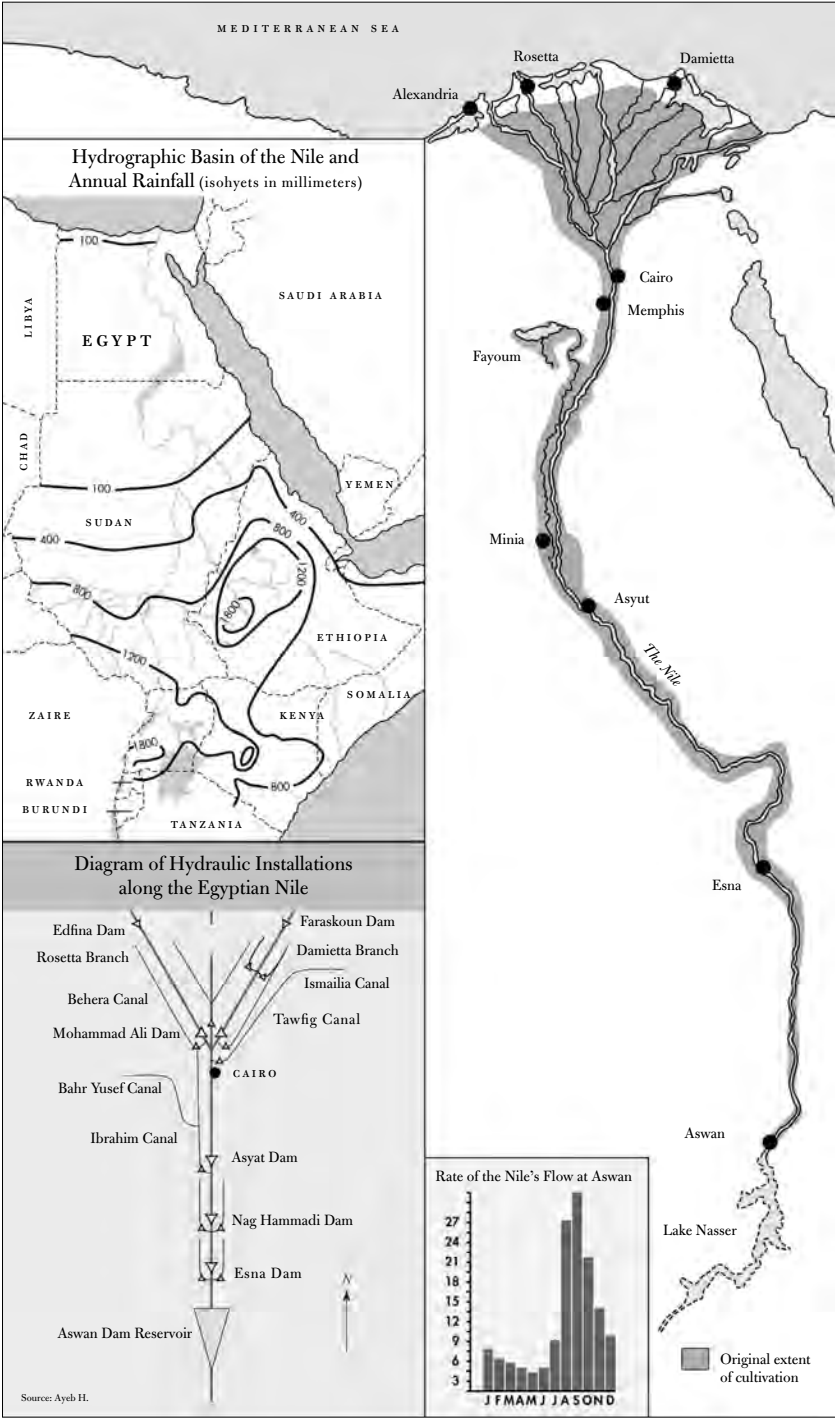 MEDITERRANEAN SEA
Rosetta
Damietta
Alexandria
Hydrographic Basin of the Nile and
Annual Rainfall (isohyets in millimeters)
100
SAUDI ARABIA
LIBYA
EGYPT
CHAD
100
YEMEN
SUDAN
400
400
800
1200
800
1800
ETHIOPIA
1200
SOMALIA
ZAIRE
KENYA
1800
RWANDA
800
BURUNDI
TANZANIA
Cairo
Memphis
Fayoum
Minia
Asyut
The Nile
Esna
Aswan
Lake Nasser
Original extent
of cultivation
Diagram of Hydraulic Installations
along the Egyptian Nile
Edfina Dam
Faraskoun Dam
Rosetta Branch
Damietta Branch
Ismailia Canal
Behera Canal
Tawfig Canal
Mohammad Ali Dam
CAIRO
Bahr Yusef Canal
Ibrahim Canal
Asyat Dam
Nag Hammadi Dam
Esna Dam
N
Aswan Dam Reservoir
Source: Ayeb H.
Rate of the Nile's Flow at Aswan
27
24
21
18
15
12
9
6
3
J F M A M J J A S O N D